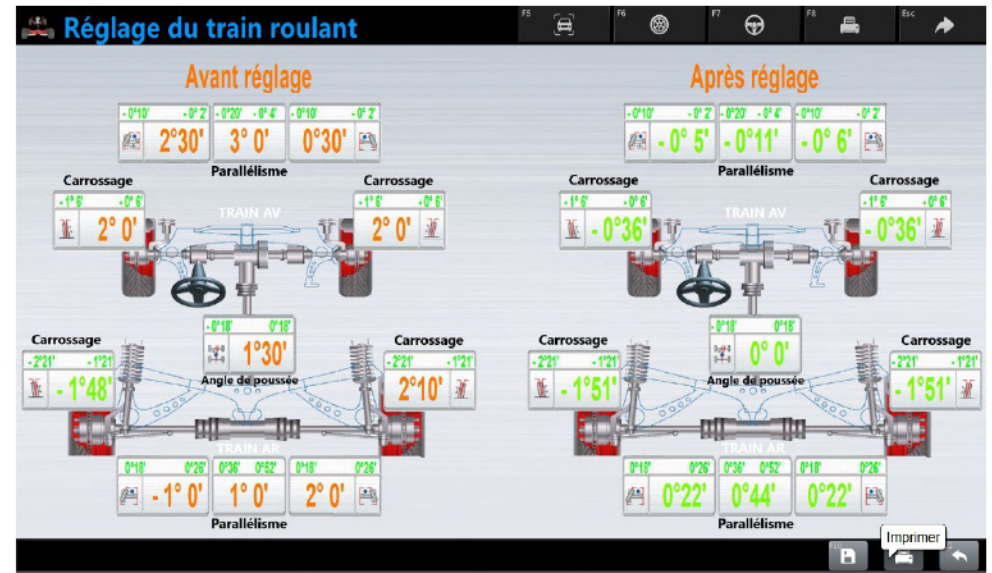 Réglage du train roulant
F5 F6 F7 F8 Esc
Avant réglage
- 0°10' - 0° 2' - 0°20' - 0° 4' - 0°10' - 0° 2'
2°30' 3° 0' 0°30'
Parallélisme
Carrossage Carrossage
- 1° 6' - 0° 6' - 1° 6' - 0° 6'
2° 0' 2° 0'
TRAIN AV
- 0°18' 0°18'
1°30'
Angle de poussée
Carrossage Carrossage
- 2°21' - 1°21' - 2°21' - 1°21'
- 1°48' 2°10'
TRAIN AR
0°18' 0°26' 0°36' 0°52' 0°18' 0°26'
- 1° 0' 1° 0' 2° 0'
Parallélisme
Après réglage
- 0°10' - 0° 2' - 0°20' - 0° 4' - 0°10' - 0° 2'
- 0° 5' - 0°11' - 0° 6'
Parallélisme
Carrossage Carrossage
- 1° 6' - 0° 6' - 1° 6' - 0° 6'
- 0°36' - 0°36'
TRAIN AV
- 0°18' 0°18'
0° 0'
Angle de poussée
Carrossage Carrossage
- 2°21' - 1°21' - 2°21' - 1°21'
- 1°51' - 1°51'
TRAIN AR
0°18' 0°26' 0°36' 0°52' 0°18' 0°26'
0°22' 0°44' 0°22'
Parallélisme
Imprimer